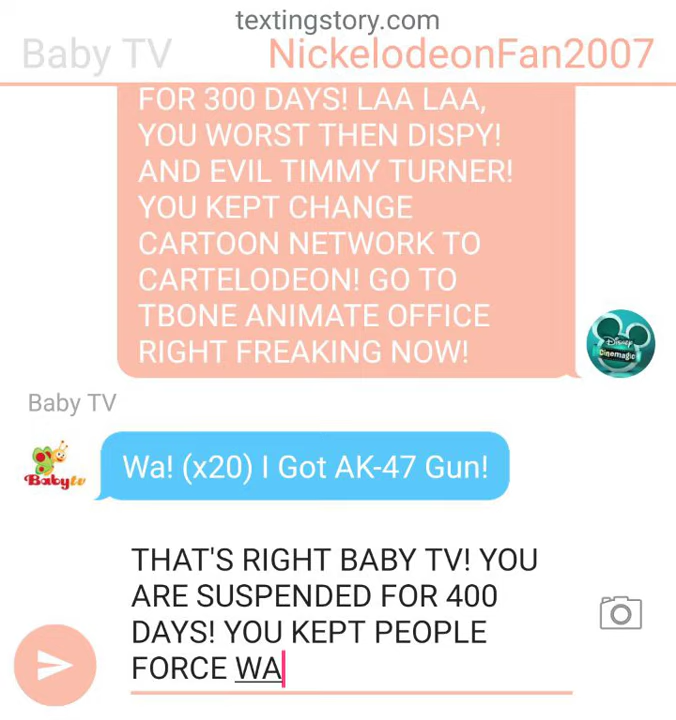 textingstory.com
Baby TV NickelodeonFan2007
FOR 300 DAYS! LAA LAA,
YOU WORST THEN DISPY!
AND EVIL TIMMY TURNER!
YOU KEPT CHANGE
CARTOON NETWORK TO
CARTELODEON! GO TO
TBONE ANIMATE OFFICE
RIGHT FREAKING NOW!
Disney
Cinemagic
Baby TV
Babytv
Wa! (x20) I Got AK-47 Gun!
THAT'S RIGHT BABY TV! YOU
ARE SUSPENDED FOR 400
DAYS! YOU KEPT PEOPLE
FORCE WA